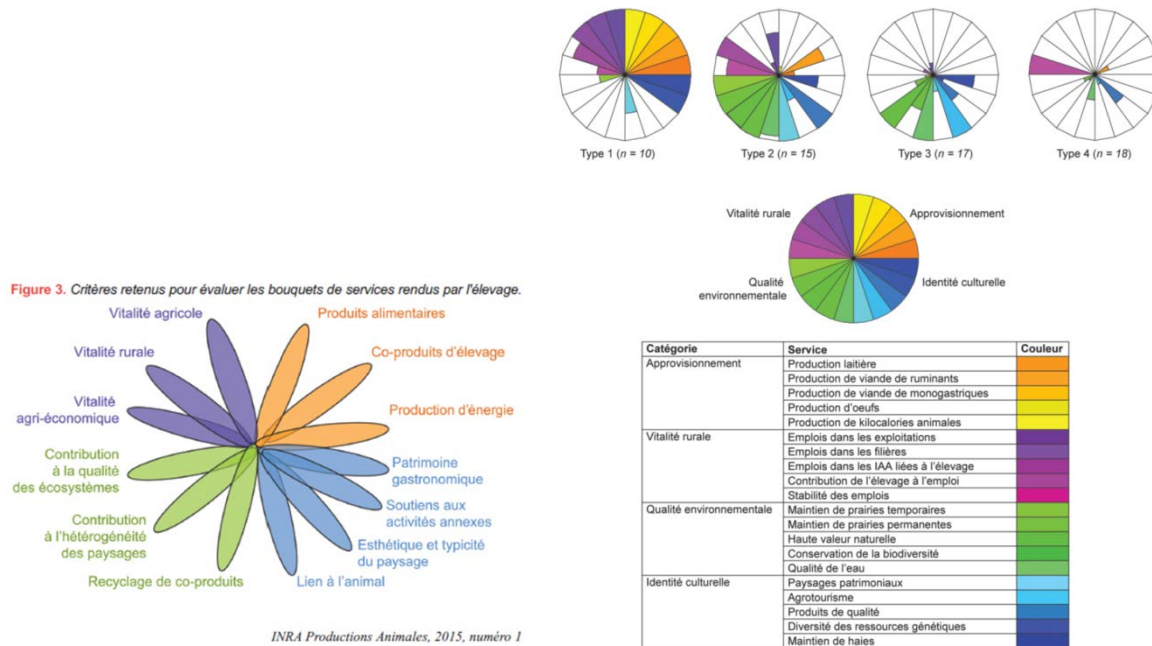 Type 1 (n = 10)
Type 2 (n = 15)
Type 3 (n = 17)
Type 4 (n = 18)
Vitalité rurale
Approvisionnement
Qualité
environnementale
Identité culturelle
Figure 3. Critères retenus pour évaluer les bouquets de services rendus par l'élevage.
Vitalité agricole
Produits alimentaires
Vitalité rurale
Co-produits d'élevage
Vitalité
agri-économique
Production d'énergie
Contribution
à la qualité
des écosystèmes
Patrimoine
gastronomique
Soutiens aux
activités annexes
Contribution
à l'hétérogénéité
des paysages
Esthétique et typicité
du paysage
Recyclage de co-produits
Lien à l'animal
INRA Productions Animales, 2015, numéro 1
Catégorie Service Couleur
Approvisionnement Production laitière
Production de viande de ruminants
Production de viande de monogastriques
Production d'oeufs
Production de kilocalories animales
Vitalité rurale Emplois dans les exploitations
Emplois dans les filières
Emplois dans les IAA liées à l'élevage
Contribution de l'élevage à l'emploi
Stabilité des emplois
Qualité environnementale Maintien de prairies temporaires
Maintien de prairies permanentes
Haute valeur naturelle
Conservation de la biodiversité
Qualité de l'eau
Identité culturelle Paysages patrimoniaux
Agrotourisme
Produits de qualité
Diversité des ressources génétiques
Maintien de haies